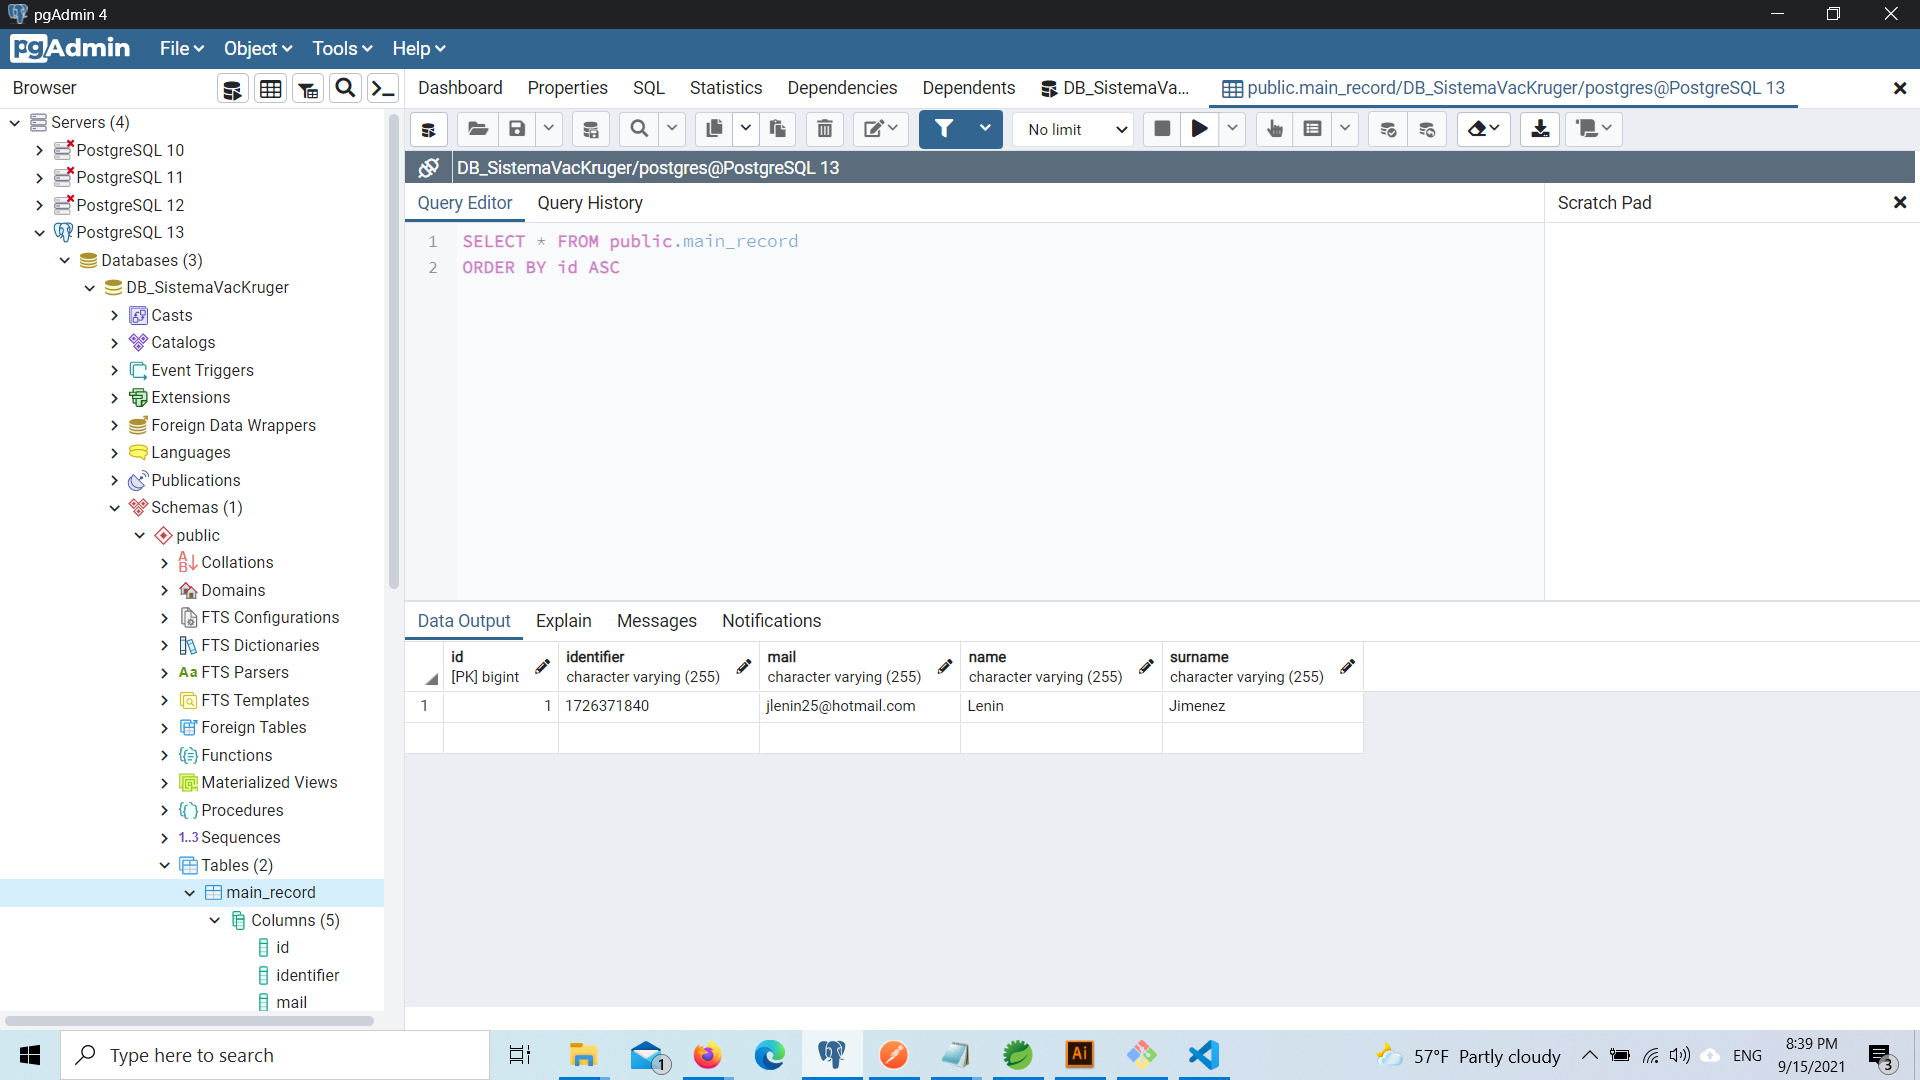 pgAdmin 4
pgAdmin File Object Tools Help
Browser
Dashboard Properties SQL Statistics Dependencies Dependents DB_SistemaVa... public.main_record/DB_SistemaVacKruger/postgres@PostgreSQL 13
No limit
DB_SistemaVacKruger/postgres@PostgreSQL 13
Query Editor Query History
Scratch Pad
1 SELECT * FROM public.main_record
2 ORDER BY id ASC
Servers (4)
PostgreSQL 10
PostgreSQL 11
PostgreSQL 12
PostgreSQL 13
Databases (3)
DB_SistemaVacKruger
Casts
Catalogs
Event Triggers
Extensions
Foreign Data Wrappers
Languages
Publications
Schemas (1)
public
Collations
Domains
FTS Configurations
FTS Dictionaries
Aa FTS Parsers
FTS Templates
Foreign Tables
Functions
Materialized Views
Procedures
1..3 Sequences
Tables (2)
main_record
Columns (5)
id
identifier
mail
Data Output Explain Messages Notifications
id identifier mail name surname
[PK] bigint character varying (255) character varying (255) character varying (255) character varying (255)
1 1 1726371840 jlenin25@hotmail.com Lenin Jimenez
Type here to search
1
Ai
57°F Partly cloudy
ENG
8:39 PM
9/15/2021
3